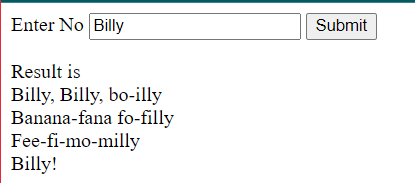 Enter No Billy Submit
Result is
Billy, Billy, bo-illy
Banana-fana fo-filly
Fee-fi-mo-milly
Billy!